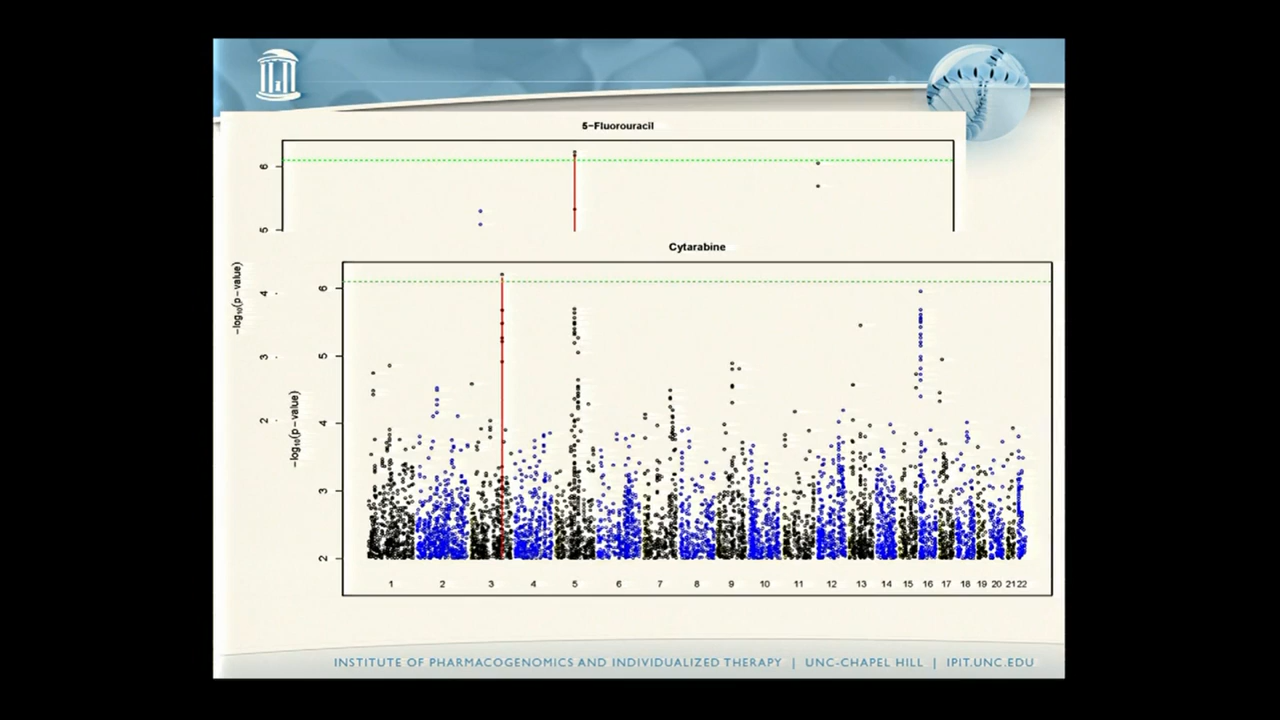 5-Fluorouracil
6
5
-log10(p-value)
4
3
2
Cytarabine
-log10(p-value)
6
5
4
3
2
1 2 3 4 5 6 7 8 9 10 11 12 13 14 15 16 17 18 19 20 21 22
INSTITUTE OF PHARMACOGENOMICS AND INDIVIDUALIZED THERAPY | UNC-CHAPEL HILL | IPIT.UNC.EDU